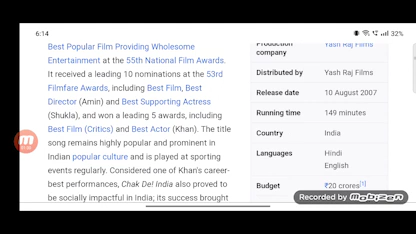 6:14
32%
Best Popular Film Providing Wholesome
Entertainment at the 55th National Film Awards.
It received a leading 10 nominations at the 53rd
Filmfare Awards, including Best Film, Best
Director (Amin) and Best Supporting Actress
(Shukla), and won a leading 5 awards, including
Best Film (Critics) and Best Actor (Khan). The title
song remains highly popular and prominent in
Indian popular culture and is played at sporting
events regularly. Considered one of Khan's career-
best performances, Chak De! India also proved to
be socially impactful in India; its success brought
Production Yash Raj Films
company
Distributed by Yash Raj Films
Release date 10 August 2007
Running time 149 minutes
Country India
Languages Hindi
English
Budget ₹20 crores
Recorded by Mobizen